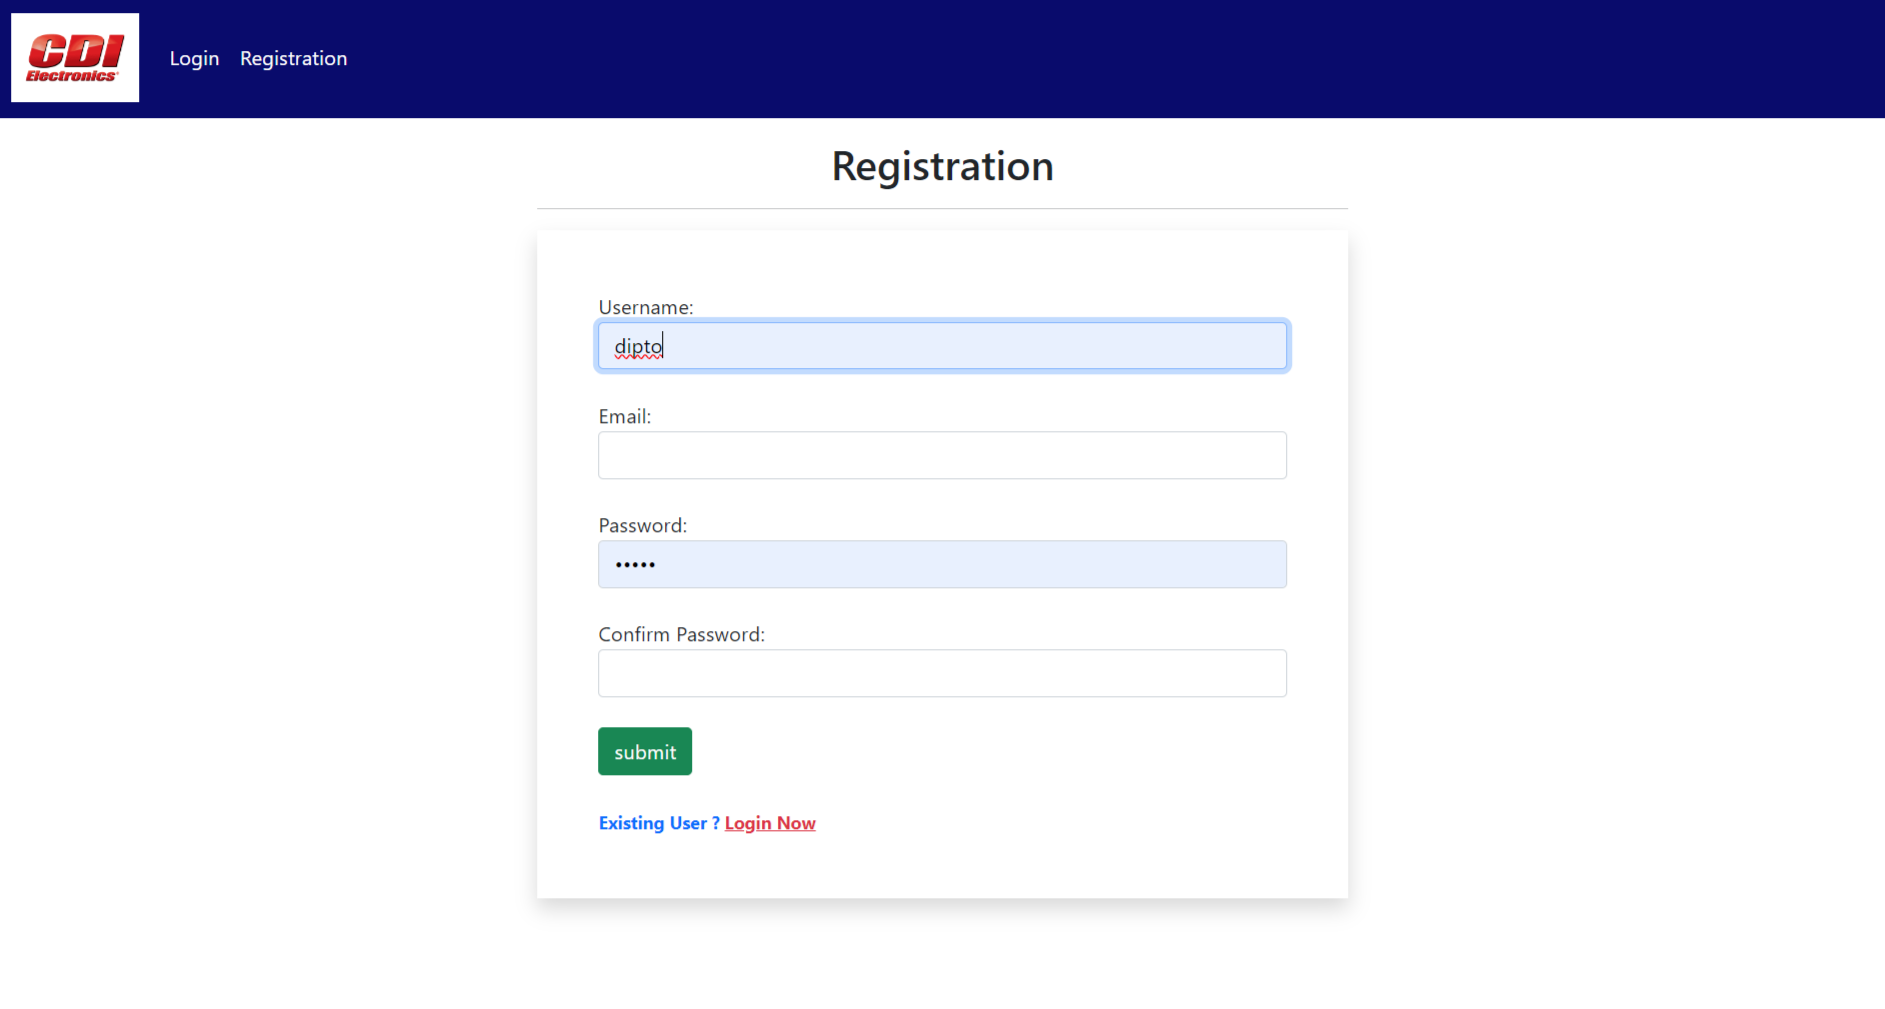 CDI
Electronics
Login Registration
Registration
Username:
dipto
Email:
Password:
•••••
Confirm Password:
submit
Existing User ? Login Now